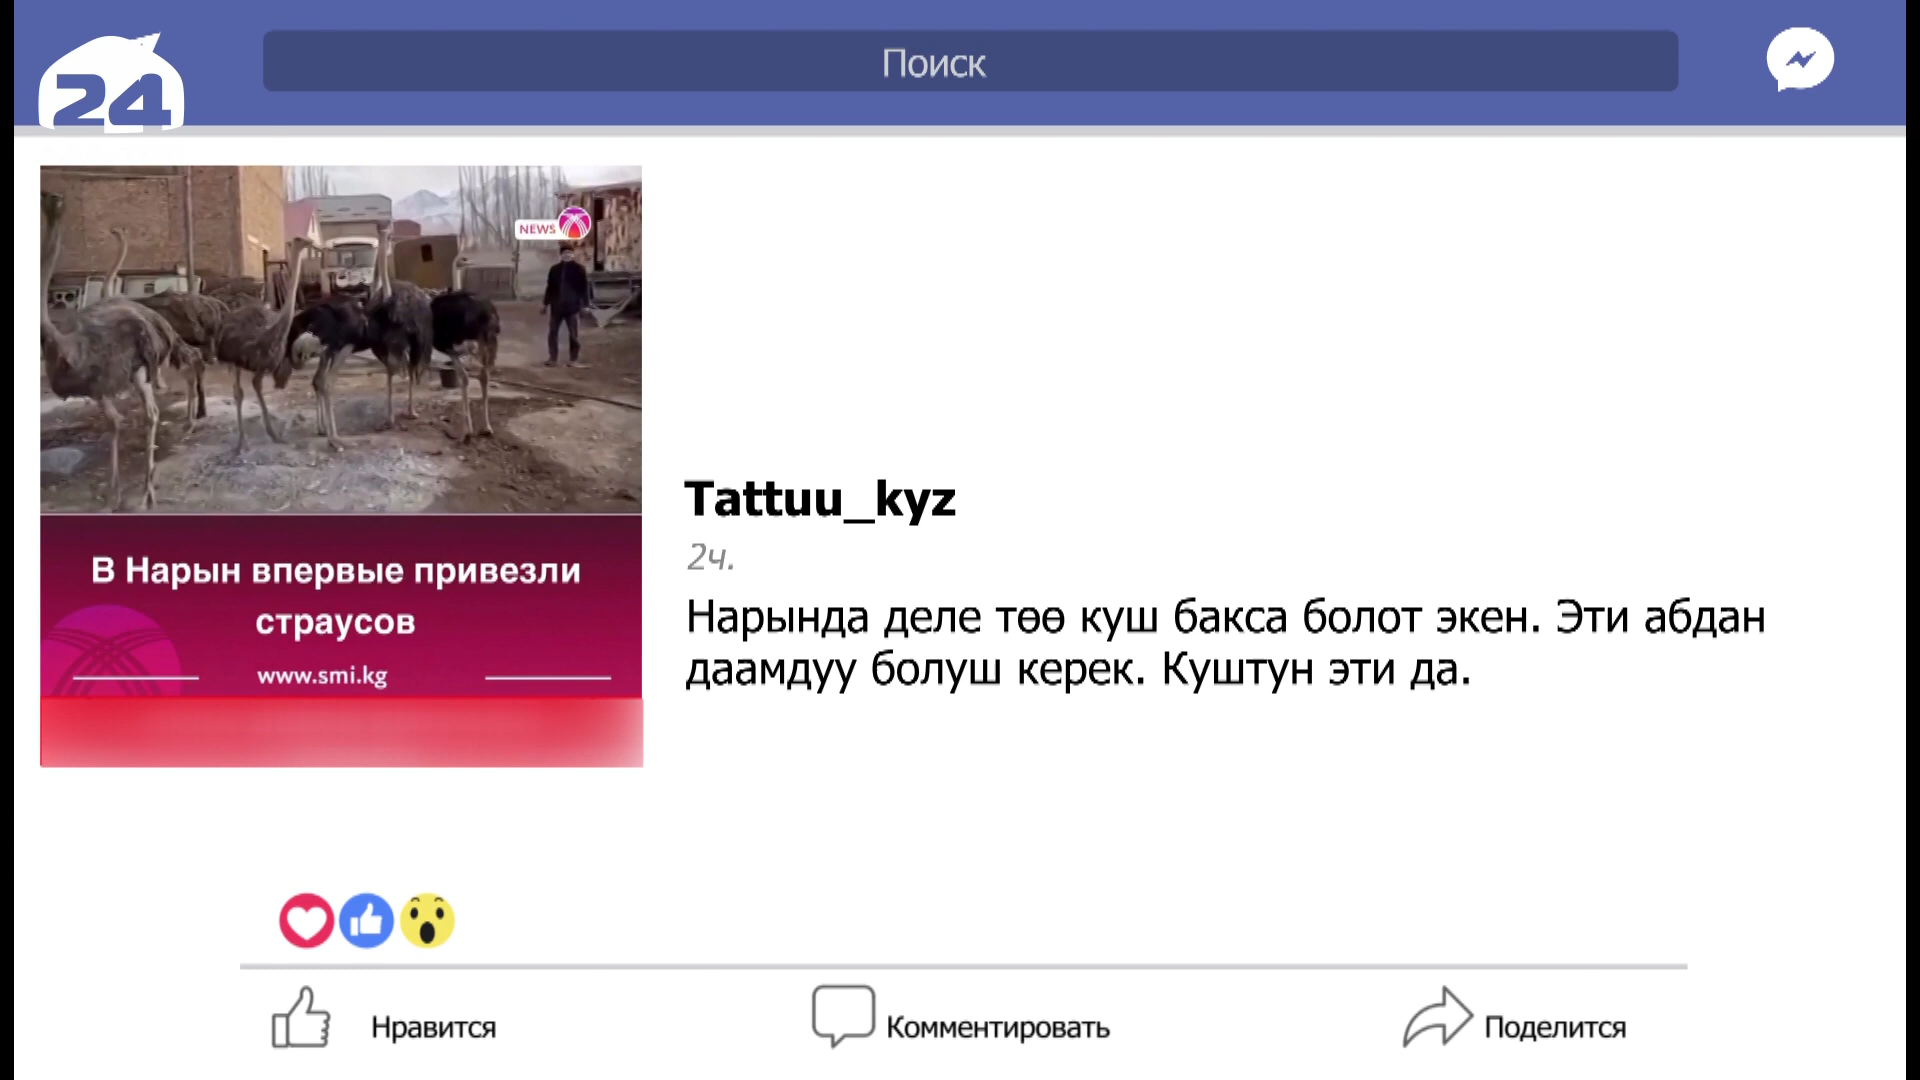 24
Поиск
NEWS
В Нарын впервые привезли
страусов
www.smi.kg
Tattuu_kyz
2ч.
Нарында деле төө куш бакса болот экен. Эти абдан
даамдуу болуш керек. Куштун эти да.
Нравится
Комментировать
Поделится